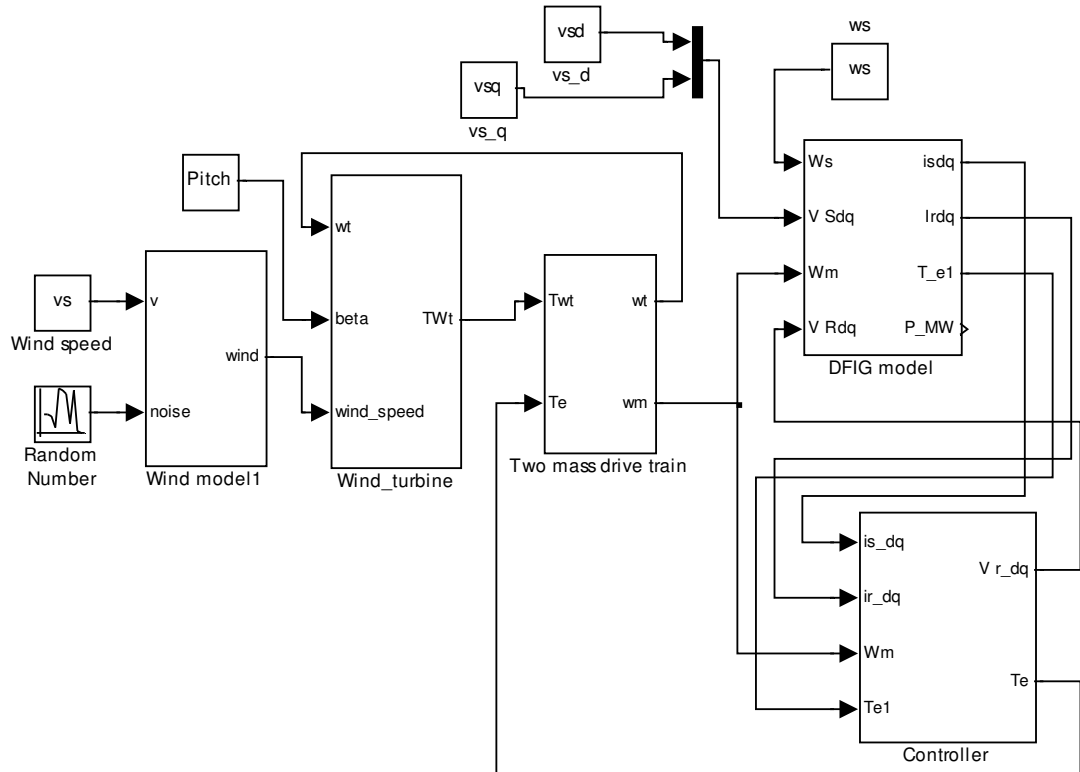 vsd
vs_d
vsq
vs_q
ws
ws
Pitch
vs
Wind speed
Random
Number
v
noise
wind
Wind model1
wt
beta
wind_speed
TWt
Wind_turbine
Twt
Te
wt
wm
Two mass drive train
Ws
V Sdq
Wm
V Rdq
isdq
Irdq
T_e1
P_MW
DFIG model
is_dq
ir_dq
Wm
Te1
V r_dq
Te
Controller